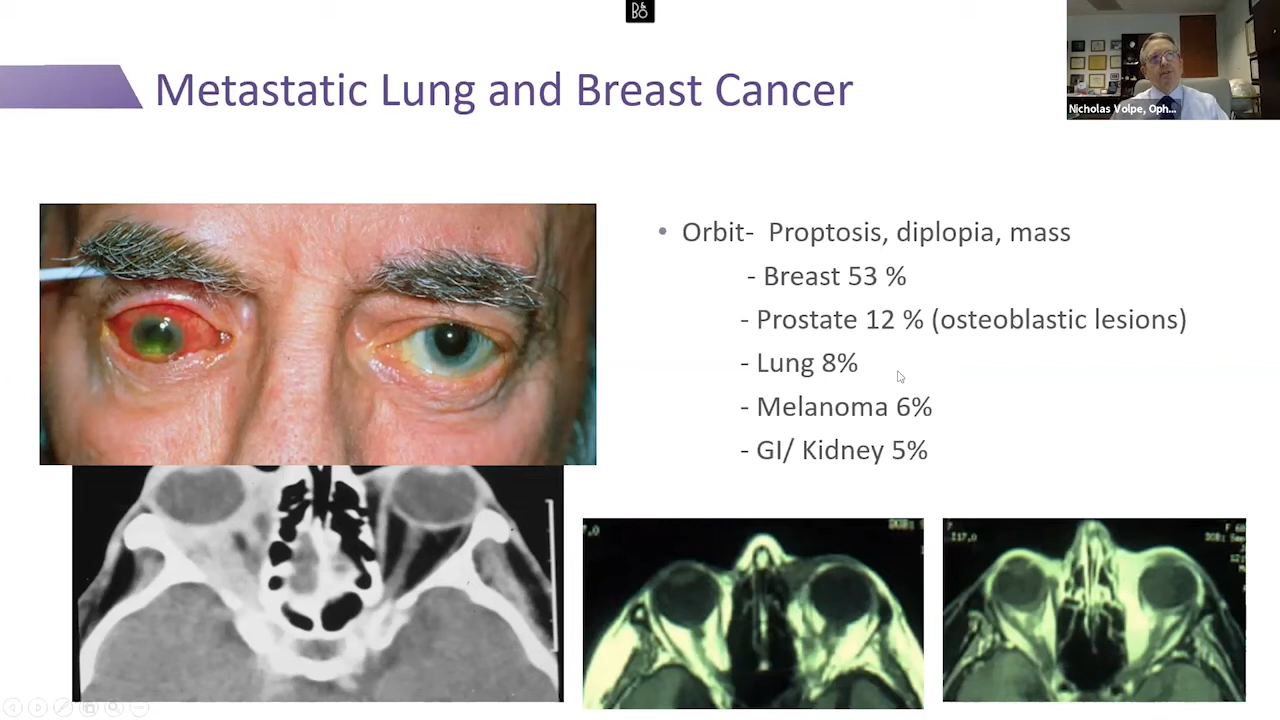 B&BO
Metastatic Lung and Breast Cancer
Nicholas Volpe, Oph...
• Orbit-  Proptosis, diplopia, mass
- Breast 53 %
- Prostate 12 % (osteoblastic lesions)
- Lung 8%
- Melanoma 6%
- GI/ Kidney 5%